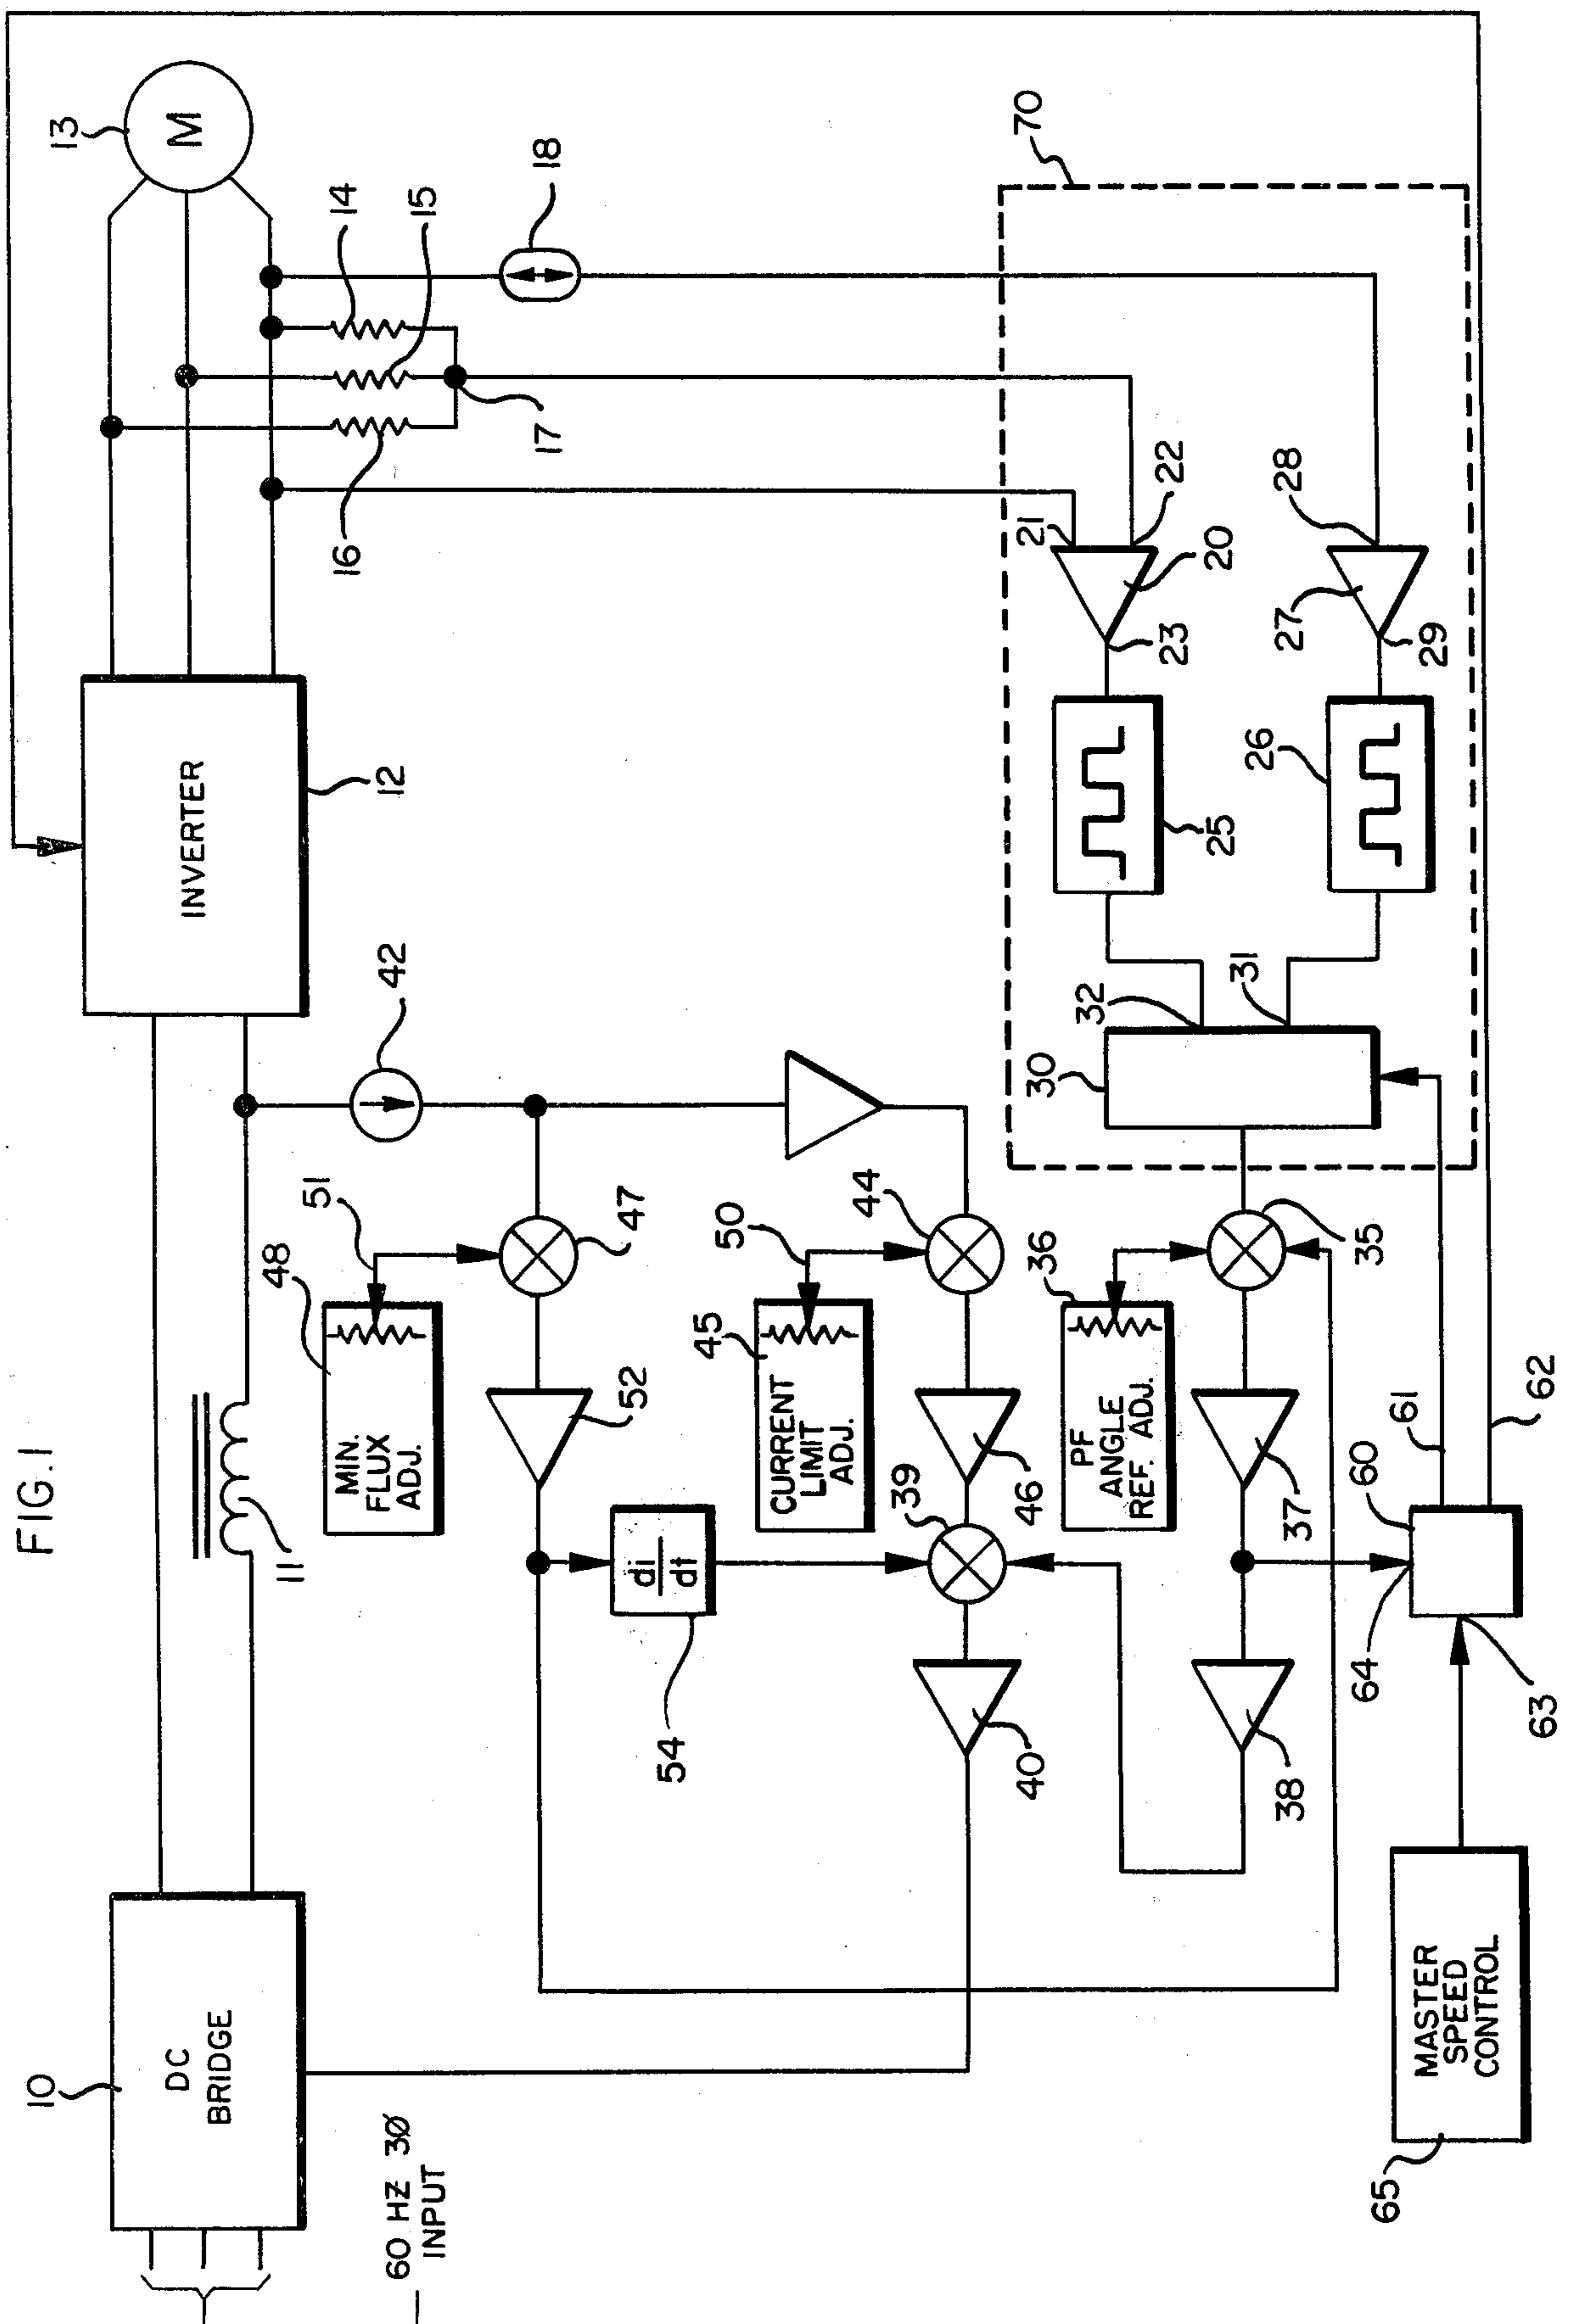 FIG.1
10
DC
BRIDGE
60 HZ 3Ø
INPUT
11
INVERTER
12
13
M
14
15
16
17
18
42
51
48
MIN.
FLUX
ADJ.
47
52
di
dt
54
50
45
CURRENT
LIMIT
ADJ.
44
46
39
40
36
PF
ANGLE
REF. ADJ.
35
37
38
70
21
22
20
23
28
27
29
25
26
30
32
31
60
61
62
64
63
MASTER
SPEED
CONTROL
65